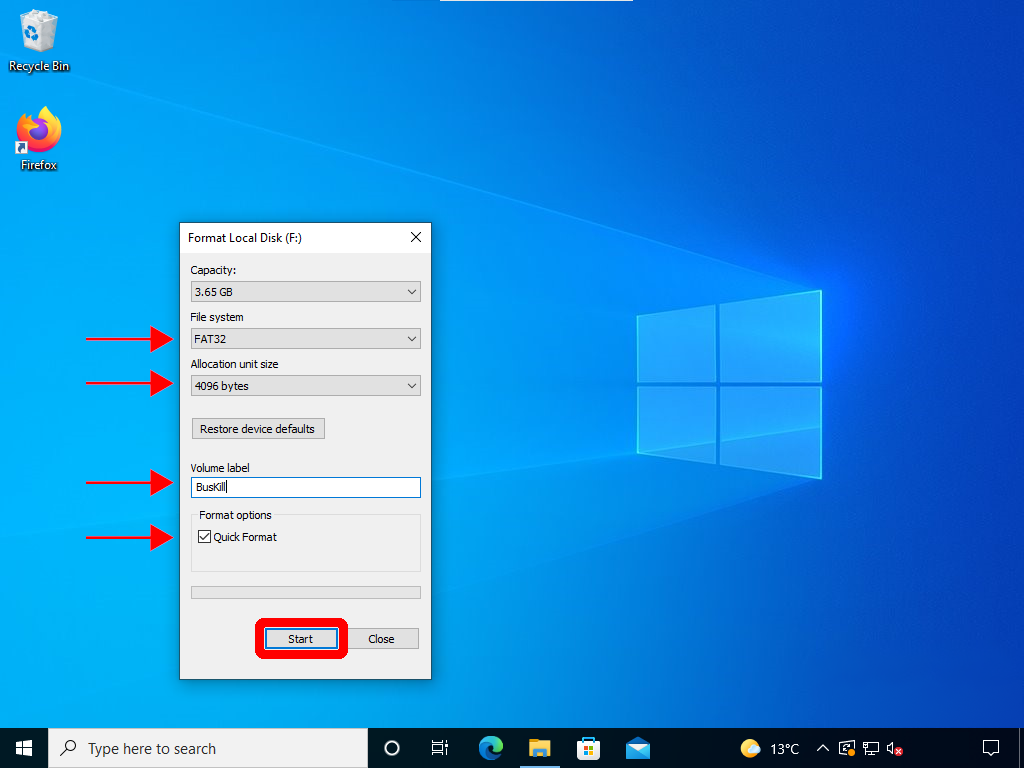 Recycle Bin
Firefox
Format Local Disk (F:)
Capacity:
3.65 GB
File system
FAT32
Allocation unit size
4096 bytes
Restore device defaults
Volume label
BusKill
Format options
Quick Format
Start
Close
Type here to search
13°C